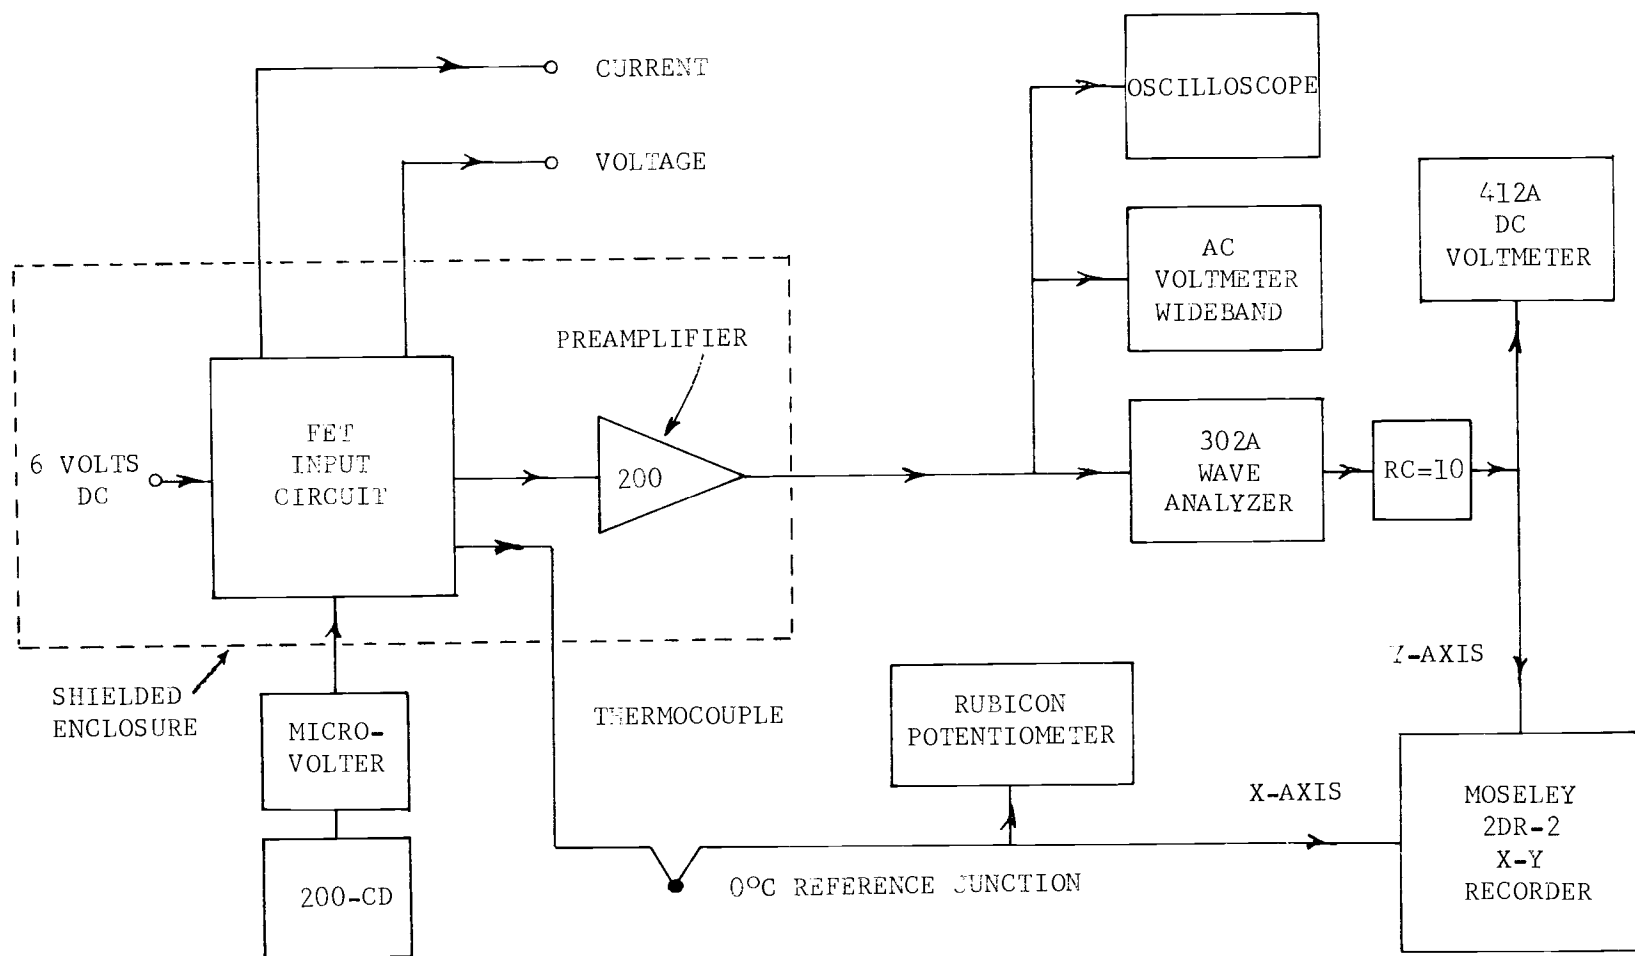 CURRENT
VOLTAGE
OSCILLOSCOPE
412A
DC
VOLTMETER
AC
VOLTMETER
WIDEBAND
PREAMPLIFIER
6 VOLTS
DC
FET
INPUT
CIRCUIT
200
302A
WAVE
ANALYZER
RC=10
SHIELDED
ENCLOSURE
MICRO-
VOLTER
200-CD
THERMOCOUPLE
0°C REFERENCE JUNCTION
RUBICON
POTENTIOMETER
X-AXIS
Y-AXIS
MOSELEY
2DR-2
X-Y
RECORDER